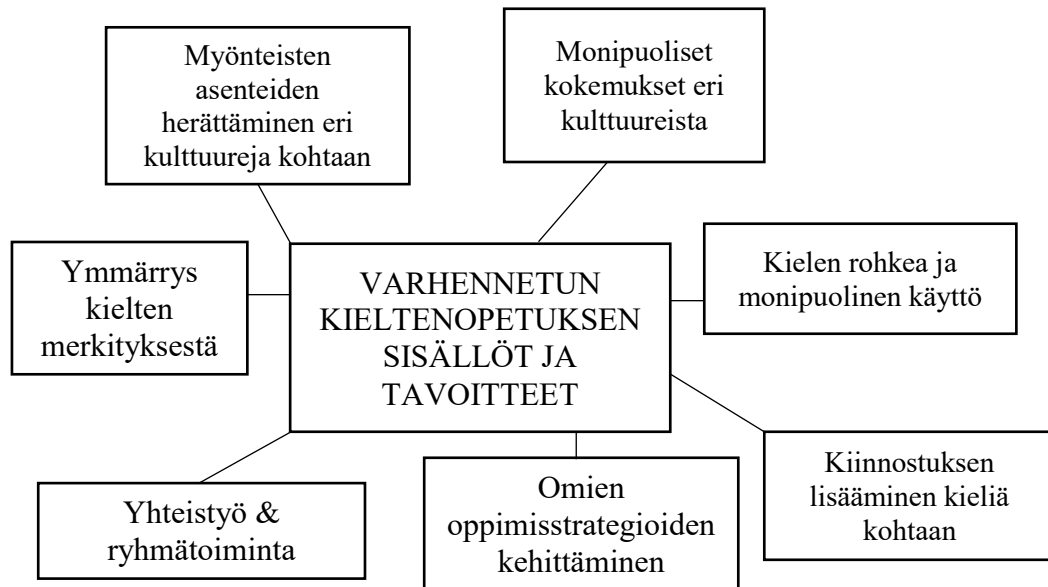 Myönteisten
asenteiden
herättäminen eri
kulttuureja kohtaan
Monipuoliset
kokemukset eri
kulttuureista
Ymmärrys
kielten
merkityksestä
VARHENNETUN
KIELTENOPETUKSEN
SISÄLLÖT JA
TAVOITTEET
Kielen rohkea ja
monipuolinen käyttö
Yhteistyö &
ryhmätoiminta
Omien
oppimisstrategioiden
kehittäminen
Kiinnostuksen
lisääminen kieliä
kohtaan